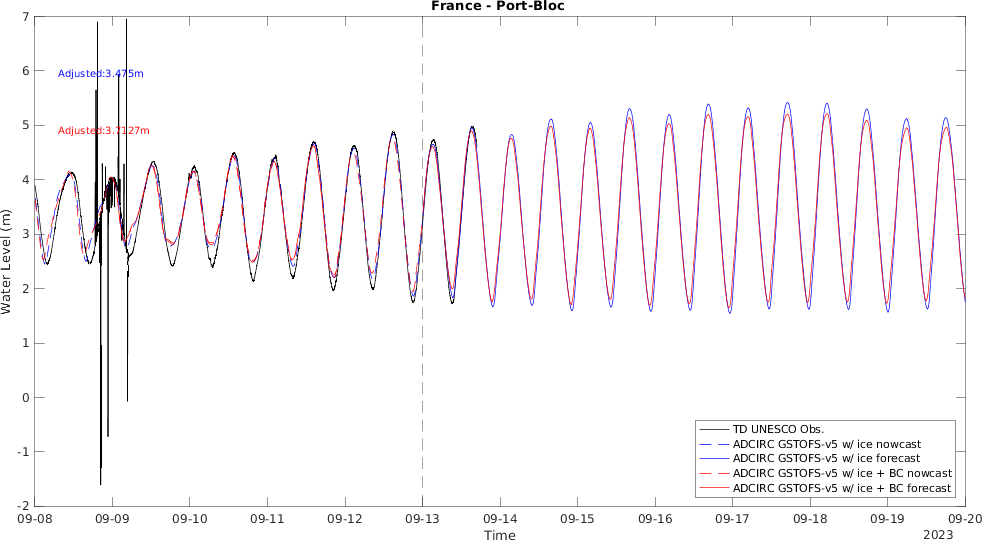 France - Port-Bloc
7
6
5
4
3
2
1
0
-1
-2
Water Level (m)
Adjusted:3.475m
Adjusted:3.7127m
TD UNESCO Obs.
ADCIRC GSTOFS-v5 w/ ice nowcast
ADCIRC GSTOFS-v5 w/ ice forecast
ADCIRC GSTOFS-v5 w/ ice + BC nowcast
ADCIRC GSTOFS-v5 w/ ice + BC forecast
09-08 09-09 09-10 09-11 09-12 09-13 09-14 09-15 09-16 09-17 09-18 09-19 09-20
Time
2023